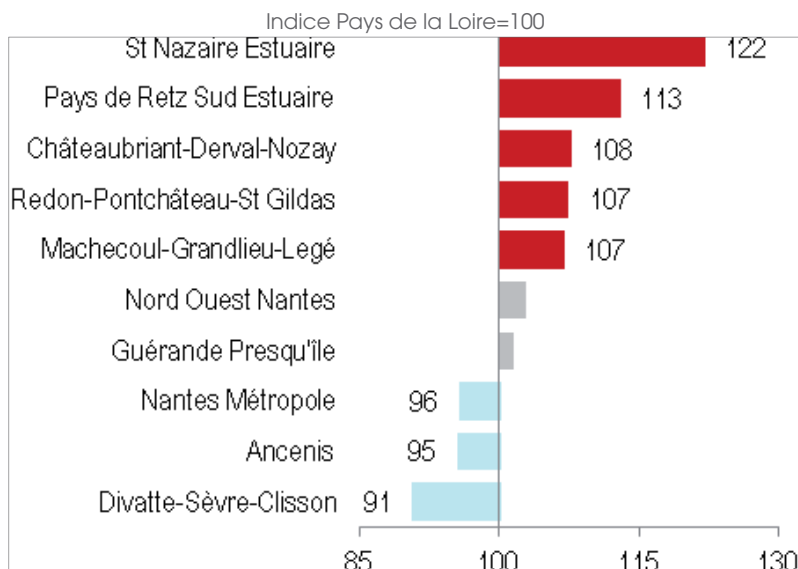 Indice Pays de la Loire=100
St Nazaire Estuaire 122
Pays de Retz Sud Estuaire 113
Châteaubriant-Derval-Nozay 108
Redon-Pontchâteau-St Gildas 107
Machecoul-Grandlieu-Legé 107
Nord Ouest Nantes
Guérande Presqu'île
Nantes Métropole 96
Ancenis 95
Divatte-Sèvre-Clisson 91
85 100 115 130